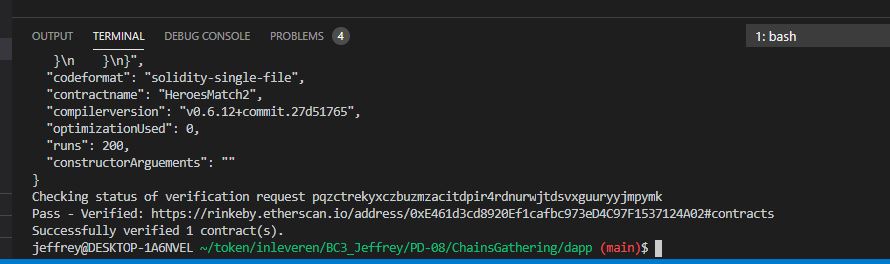 OUTPUT TERMINAL DEBUG CONSOLE PROBLEMS 4 1: bash
}\n    }\n}",
"codeformat": "solidity-single-file",
"contractname": "HeroesMatch2",
"compilerversion": "v0.6.12+commit.27d51765",
"optimizationUsed": 0,
"runs": 200,
"constructorArguements": ""
}
Checking status of verification request pqzctrekyxczbuzmzacitdpir4rdnurwjtdsvxguuryyjmpymk
Pass - Verified: https://rinkeby.etherscan.io/address/0xE461d3cd8920Ef1cafbc973eD4C97F1537124A02#contracts
Successfully verified 1 contract(s).
jeffrey@DESKTOP-1A6NVEL ~/token/inleveren/BC3_Jeffrey/PD-08/ChainsGathering/dapp (main)$